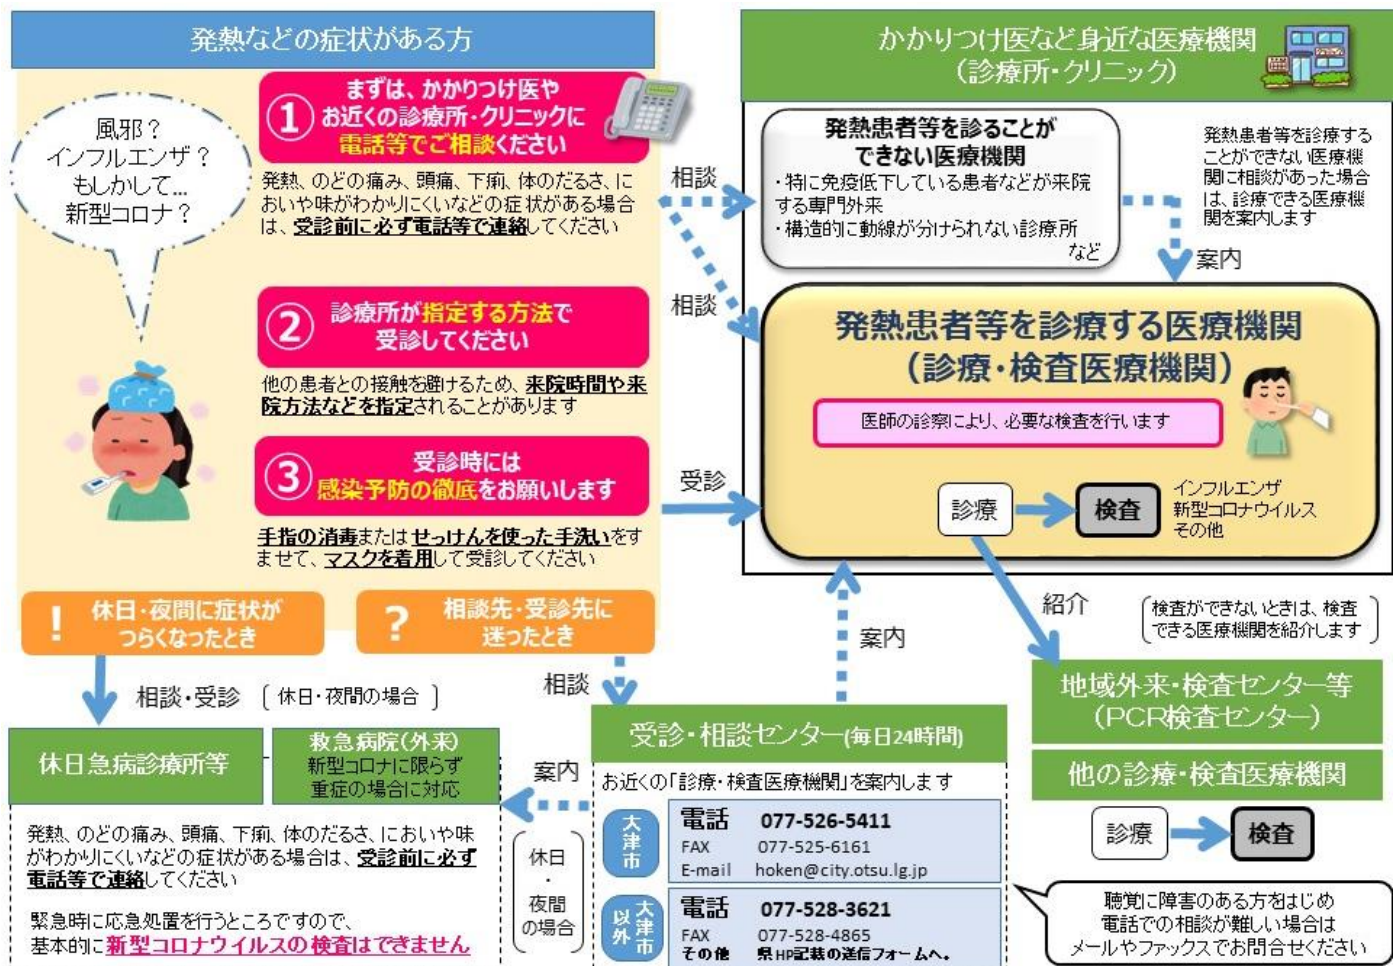 発熱などの症状がある方
風邪？
インフルエンザ？
もしかして…
新型コロナ？
① まずは、かかりつけ医や
お近くの診療所・クリニックに
電話等でご相談ください
発熱、のどの痛み、頭痛、下痢、体のだるさ、に
おいや味がわかりにくいなどの症状がある場合
は、受診前に必ず電話等で連絡してください
② 診療所が指定する方法で
受診してください
他の患者との接触を避けるため、来院時間や来
院方法などを指定されることがあります
③ 受診時には
感染予防の徹底をお願いします
手指の消毒またはせっけんを使った手洗いをす
ませて、マスクを着用して受診してください
! 休日・夜間に症状が
つらくなったとき
? 相談先・受診先に
迷ったとき
相談
相談
受診
かかりつけ医など身近な医療機関
（診療所・クリニック）
発熱患者等を診ることが
できない医療機関
・特に免疫低下している患者などが来院
する専門外来
・構造的に動線が分けられない診療所
など
発熱患者等を診療する
ことができない医療機
関に相談があった場合
は、診療できる医療機
関を案内します
案内
発熱患者等を診療する医療機関
（診療・検査医療機関）
医師の診察により、必要な検査を行います
診療
検査
インフルエンザ
新型コロナウイルス
その他
紹介
検査ができないときは、検査
できる医療機関を紹介します
案内
地域外来・検査センター等
（PCR検査センター）
他の診療・検査医療機関
診療
検査
聴覚に障害のある方をはじめ
電話での相談が難しい場合は
メールやファックスでお問合せください
相談・受診
休日・夜間の場合
相談
休日急病診療所等
救急病院(外来)
新型コロナに限らず
重症の場合に対応
発熱、のどの痛み、頭痛、下痢、体のだるさ、においや味
がわかりにくいなどの症状がある場合は、受診前に必ず
電話等で連絡してください
緊急時に応急処置を行うところですので、
基本的に新型コロナウイルスの検査はできません
案内
休日
・
夜間
の場合
受診・相談センター(毎日24時間)
お近くの「診療・検査医療機関」を案内します
大津市
電話 077-526-5411
FAX 077-525-6161
E-mail hoken@city.otsu.lg.jp
大津市以外
電話 077-528-3621
FAX 077-528-4865
その他 県HP記載の送信フォームへ。